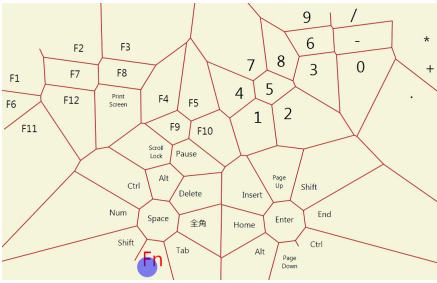 9 /
F2 F3 6 - *
7 8 3 0 +
F1 F7 F8
F6 F12 Print Screen F4 F5 4 5 .
F11 F9 F10 1 2
Scroll Lock Pause
Ctrl Alt Delete Insert Page Up Shift
Num Space 全角 Home Enter End
Shift Tab Alt Ctrl
Fn Page Down